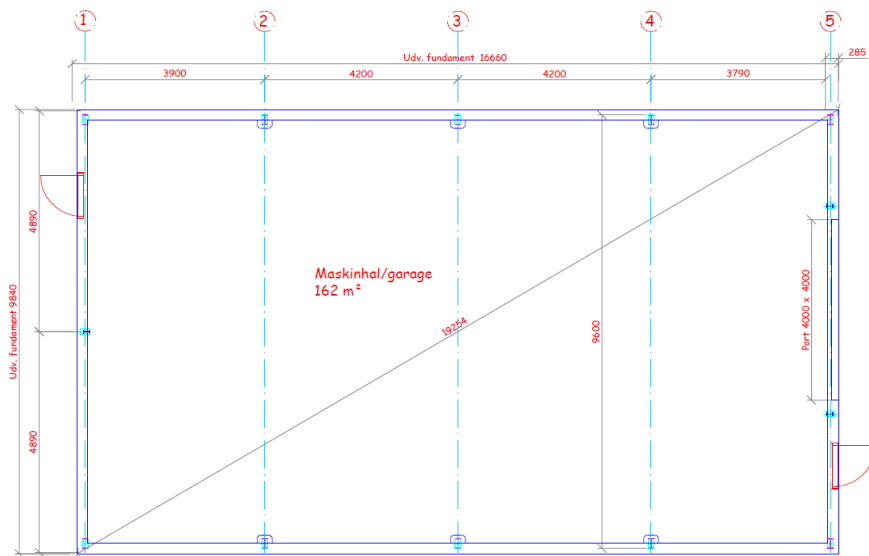 1
2
3
4
5
Udv. fundament 16660
285
3900
4200
4200
3790
4890
Udv. fundament 9840
4890
Maskinhal/garage
162 m²
19254
9600
Port 4000 x 4000